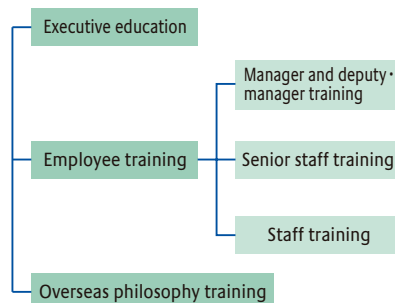 Executive education
Manager and deputy・
manager training
Employee training
Senior staff training
Staff training
Overseas philosophy training